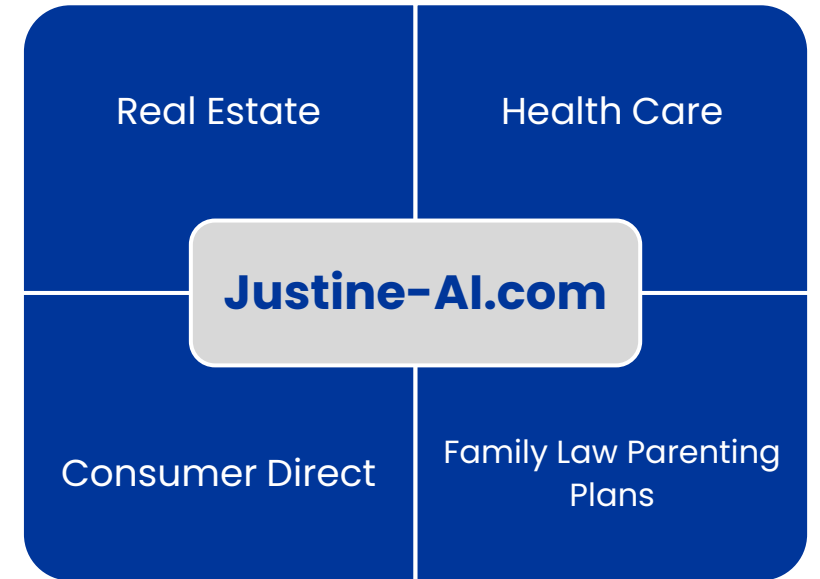 Real Estate
Health Care
Justine-AI.com
Consumer Direct
Family Law Parenting
Plans